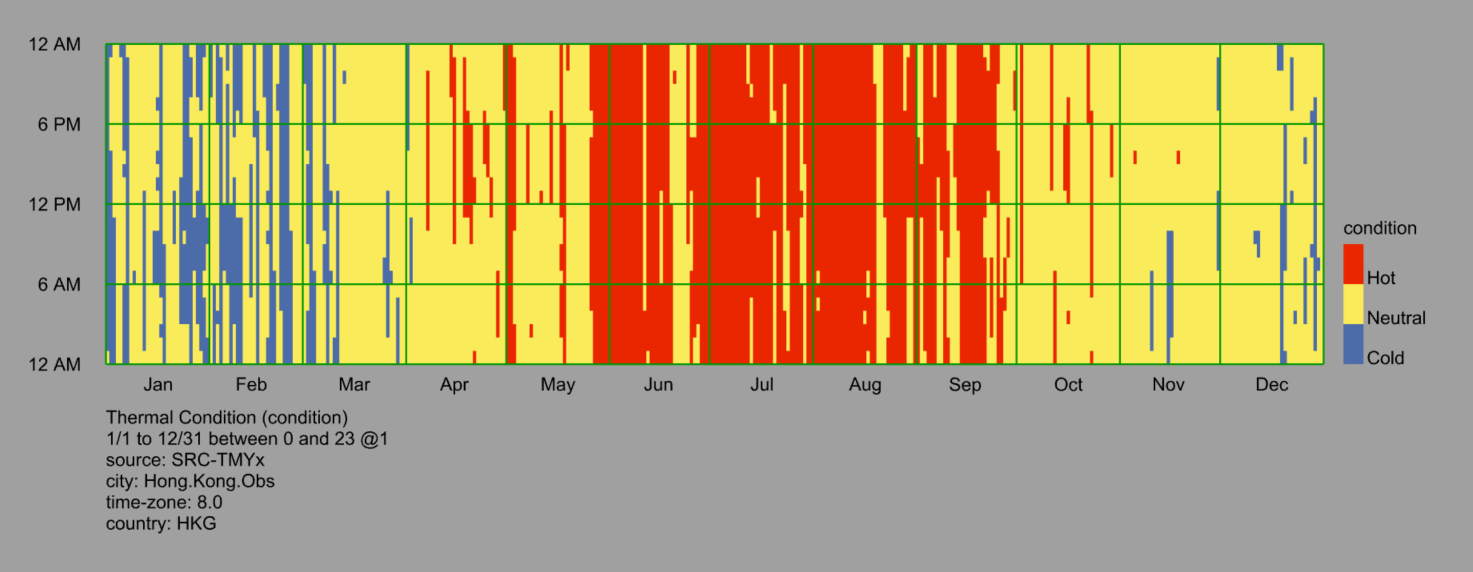 12 AM
6 PM
12 PM
6 AM
12 AM
Jan Feb Mar Apr May Jun Jul Aug Sep Oct Nov Dec
condition
Hot
Neutral
Cold
Thermal Condition (condition)
1/1 to 12/31 between 0 and 23 @1
source: SRC-TMYx
city: Hong.Kong.Obs
time-zone: 8.0
country: HKG